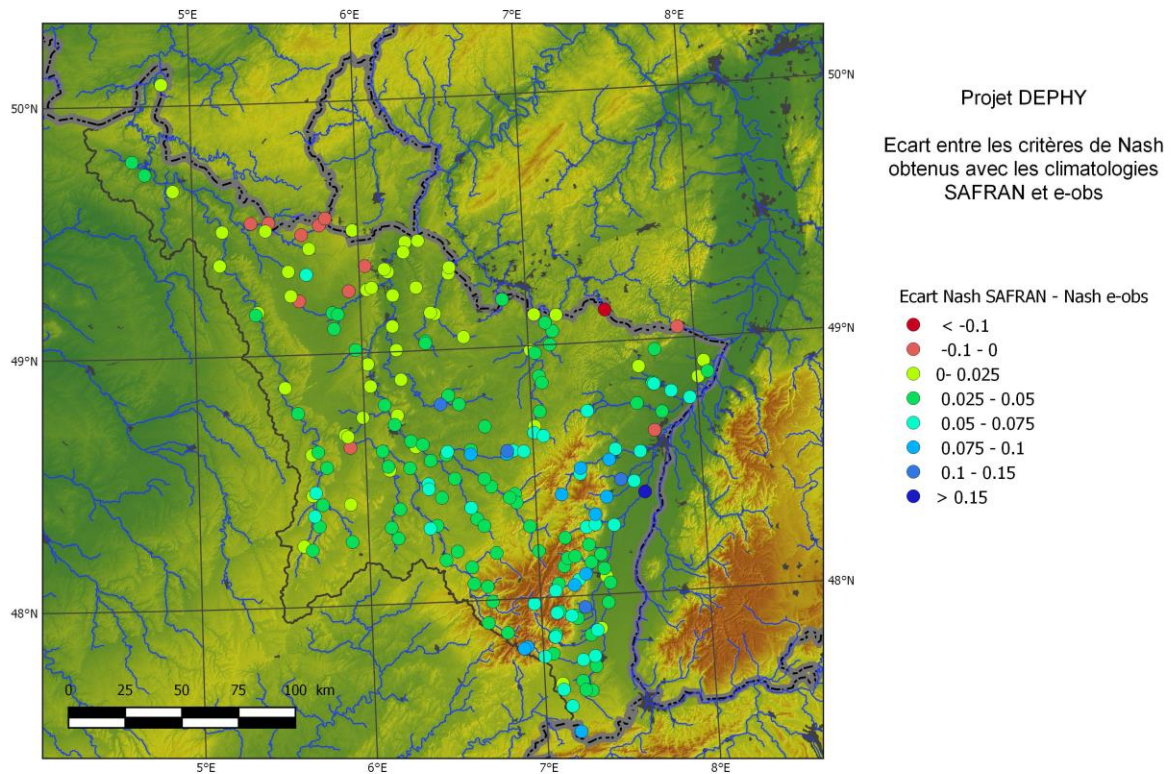 5°E 6°E 7°E 8°E
50°N 50°N
49°N 49°N
48°N 48°N
0 25 50 75 100 km
5°E 6°E 7°E 8°E
Projet DEPHY
Ecart entre les critères de Nash
obtenus avec les climatologies
SAFRAN et e-obs
Ecart Nash SAFRAN - Nash e-obs
< -0.1
-0.1 - 0
0- 0.025
0.025 - 0.05
0.05 - 0.075
0.075 - 0.1
0.1 - 0.15
> 0.15